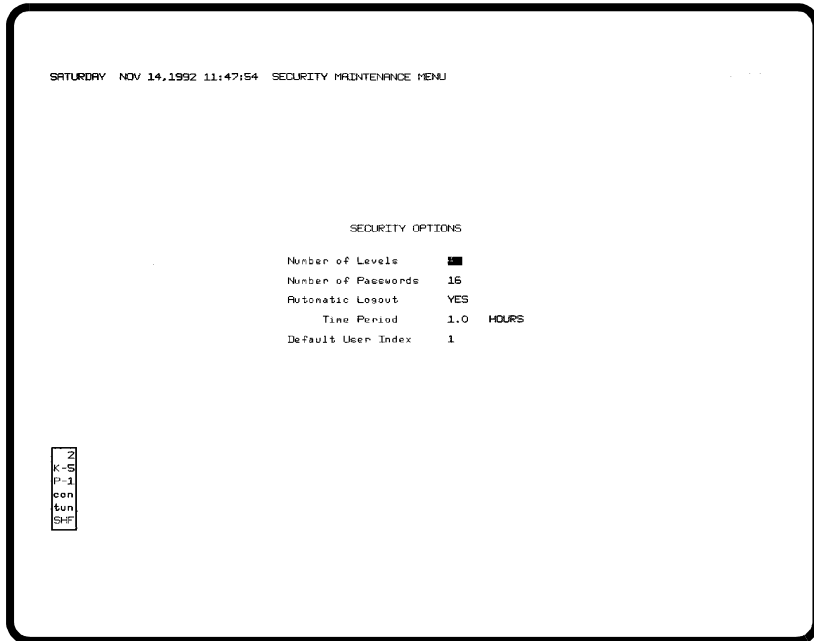 SATURDAY NOV 14,1992 11:47:54 SECURITY MAINTENANCE MENU
SECURITY OPTIONS
Number of Levels
Number of Passwords 16
Automatic Logout YES
Time Period 1.0 HOURS
Default User Index 1
2
K-5
P-1
con
tun
SHF